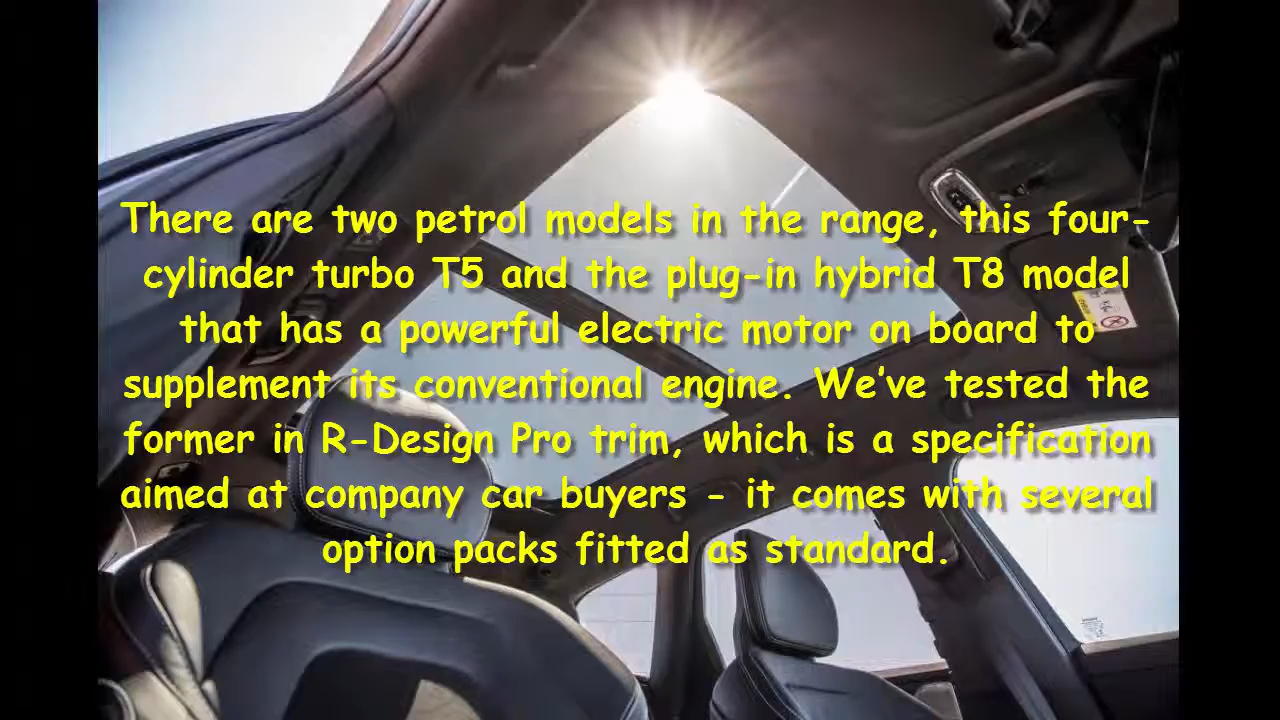 There are two petrol models in the range, this four-
cylinder turbo T5 and the plug-in hybrid T8 model
that has a powerful electric motor on board to
supplement its conventional engine. We’ve tested the
former in R-Design Pro trim, which is a specification
aimed at company car buyers - it comes with several
option packs fitted as standard.